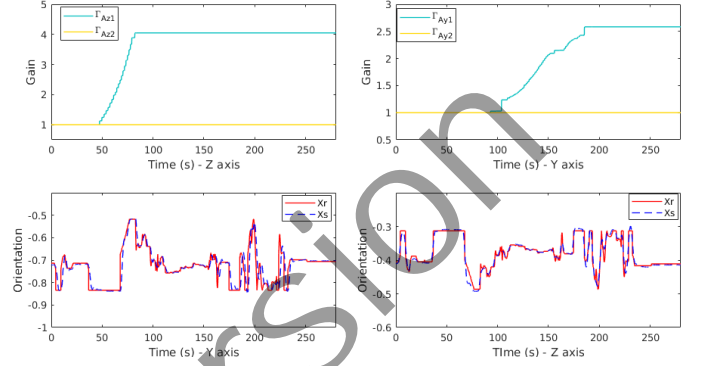 5
4
3
2
1
Gain
Γ_Az1
Γ_Az2
0 50 100 150 200 250
Time (s) - Z axis
3
2.5
2
1.5
1
0.5
Gain
Γ_Ay1
Γ_Ay2
0 50 100 150 200 250
Time (s) - Y axis
-0.5
-0.6
-0.7
-0.8
-0.9
-1
Orientation
Xr
Xs
0 50 100 150 200 250
Time (s) - Y axis
-0.3
-0.4
-0.5
-0.6
Orientation
Xr
Xs
0 50 100 150 200 250
TIme (s) - Z axis
rsion